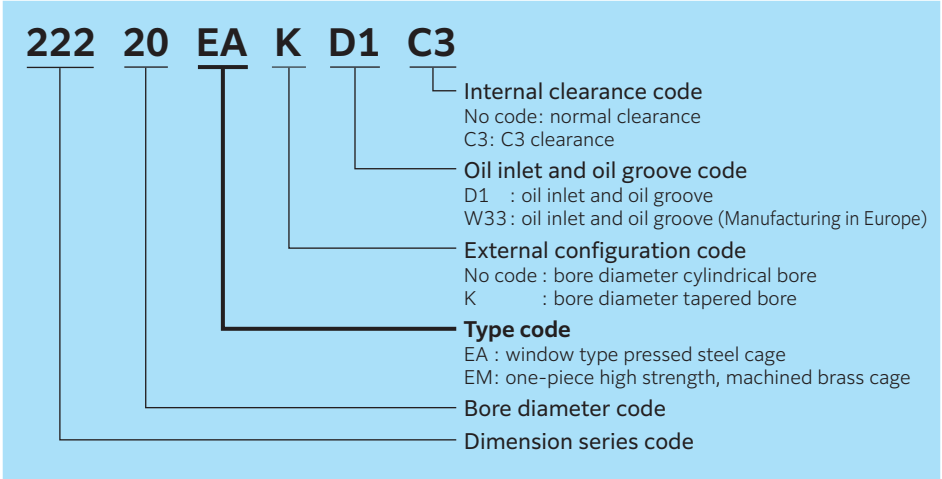 222 20 EA K D1 C3
Internal clearance code
No code: normal clearance
C3: C3 clearance
Oil inlet and oil groove code
D1 : oil inlet and oil groove
W33: oil inlet and oil groove (Manufacturing in Europe)
External configuration code
No code : bore diameter cylindrical bore
K : bore diameter tapered bore
Type code
EA : window type pressed steel cage
EM: one-piece high strength, machined brass cage
Bore diameter code
Dimension series code